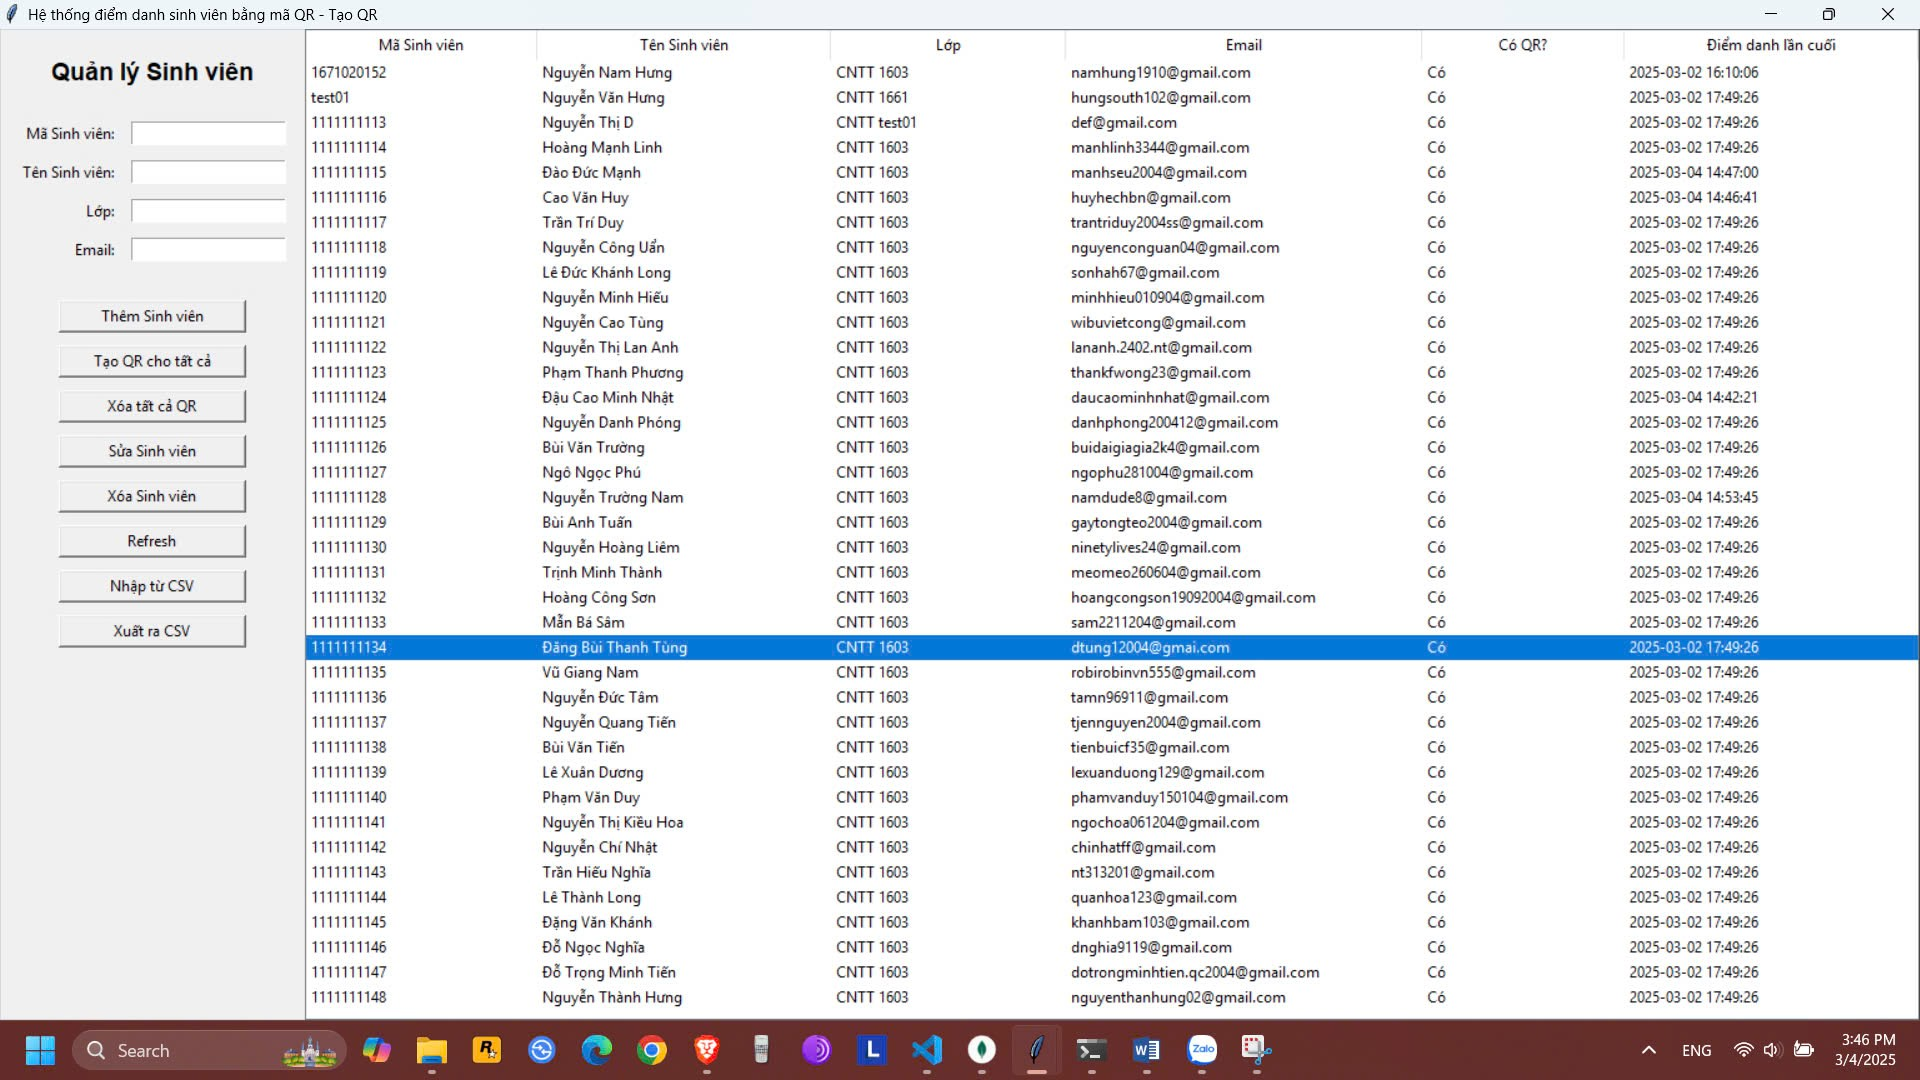 Hệ thống điểm danh sinh viên bằng mã QR - Tạo QR
Quản lý Sinh viên
Mã Sinh viên:
Tên Sinh viên:
Lớp:
Email:
Thêm Sinh viên
Tạo QR cho tất cả
Xóa tất cả QR
Sửa Sinh viên
Xóa Sinh viên
Refresh
Nhập từ CSV
Xuất ra CSV
Mã Sinh viên Tên Sinh viên Lớp Email Có QR? Điểm danh lần cuối
1671020152 Nguyễn Nam Hưng CNTT 1603 namhung1910@gmail.com Có 2025-03-02 16:10:06
test01 Nguyễn Văn Hưng CNTT 1661 hungsouth102@gmail.com Có 2025-03-02 17:49:26
1111111113 Nguyễn Thị D CNTT test01 def@gmail.com Có 2025-03-02 17:49:26
1111111114 Hoàng Mạnh Linh CNTT 1603 manhlinh3344@gmail.com Có 2025-03-02 17:49:26
1111111115 Đào Đức Mạnh CNTT 1603 manhseu2004@gmail.com Có 2025-03-04 14:47:00
1111111116 Cao Văn Huy CNTT 1603 huyhechbn@gmail.com Có 2025-03-04 14:46:41
1111111117 Trần Trí Duy CNTT 1603 trantriduy2004ss@gmail.com Có 2025-03-02 17:49:26
1111111118 Nguyễn Công Uẩn CNTT 1603 nguyenconguan04@gmail.com Có 2025-03-02 17:49:26
1111111119 Lê Đức Khánh Long CNTT 1603 sonhah67@gmail.com Có 2025-03-02 17:49:26
1111111120 Nguyễn Minh Hiếu CNTT 1603 minhhieu010904@gmail.com Có 2025-03-02 17:49:26
1111111121 Nguyễn Cao Tùng CNTT 1603 wibuvietcong@gmail.com Có 2025-03-02 17:49:26
1111111122 Nguyễn Thị Lan Anh CNTT 1603 lananh.2402.nt@gmail.com Có 2025-03-02 17:49:26
1111111123 Phạm Thanh Phương CNTT 1603 thankfwong23@gmail.com Có 2025-03-02 17:49:26
1111111124 Đậu Cao Minh Nhật CNTT 1603 daucaominhnhat@gmail.com Có 2025-03-04 14:42:21
1111111125 Nguyễn Danh Phóng CNTT 1603 danhphong200412@gmail.com Có 2025-03-02 17:49:26
1111111126 Bùi Văn Trường CNTT 1603 buidaigiagia2k4@gmail.com Có 2025-03-02 17:49:26
1111111127 Ngô Ngọc Phú CNTT 1603 ngophu281004@gmail.com Có 2025-03-02 17:49:26
1111111128 Nguyễn Trường Nam CNTT 1603 namdude8@gmail.com Có 2025-03-04 14:53:45
1111111129 Bùi Anh Tuấn CNTT 1603 gaytongteo2004@gmail.com Có 2025-03-02 17:49:26
1111111130 Nguyễn Hoàng Liêm CNTT 1603 ninetylives24@gmai.com Có 2025-03-02 17:49:26
1111111131 Trịnh Minh Thành CNTT 1603 meomeo260604@gmail.com Có 2025-03-02 17:49:26
1111111132 Hoàng Công Sơn CNTT 1603 hoangcongson19092004@gmail.com Có 2025-03-02 17:49:26
1111111133 Mẫn Bá Sâm CNTT 1603 sam2211204@gmail.com Có 2025-03-02 17:49:26
1111111134 Đăng Bùi Thanh Tùng CNTT 1603 dtung12004@gmai.com Có 2025-03-02 17:49:26
1111111135 Vũ Giang Nam CNTT 1603 robirobinvn555@gmail.com Có 2025-03-02 17:49:26
1111111136 Nguyễn Đức Tâm CNTT 1603 tamn96911@gmail.com Có 2025-03-02 17:49:26
1111111137 Nguyễn Quang Tiến CNTT 1603 tjennguyen2004@gmail.com Có 2025-03-02 17:49:26
1111111138 Bùi Văn Tiến CNTT 1603 tienbuicf35@gmail.com Có 2025-03-02 17:49:26
1111111139 Lê Xuân Dương CNTT 1603 lexuanduong129@gmail.com Có 2025-03-02 17:49:26
1111111140 Phạm Văn Duy CNTT 1603 phamvanduy150104@gmail.com Có 2025-03-02 17:49:26
1111111141 Nguyễn Thị Kiều Hoa CNTT 1603 ngochoa061204@gmail.com Có 2025-03-02 17:49:26
1111111142 Nguyễn Chí Nhật CNTT 1603 chinhatff@gmail.com Có 2025-03-02 17:49:26
1111111143 Trần Hiếu Nghĩa CNTT 1603 nt313201@gmail.com Có 2025-03-02 17:49:26
1111111144 Lê Thành Long CNTT 1603 quanhoa123@gmail.com Có 2025-03-02 17:49:26
1111111145 Đặng Văn Khánh CNTT 1603 khanhbam103@gmail.com Có 2025-03-02 17:49:26
1111111146 Đỗ Ngọc Nghĩa CNTT 1603 dnghia9119@gmail.com Có 2025-03-02 17:49:26
1111111147 Đỗ Trọng Minh Tiến CNTT 1603 dotrongminhtien.qc2004@gmail.com Có 2025-03-02 17:49:26
1111111148 Nguyễn Thành Hưng CNTT 1603 nguyenthanhung02@gmail.com Có 2025-03-02 17:49:26
Search
R
L
Zalo
ENG
3:46 PM
3/4/2025